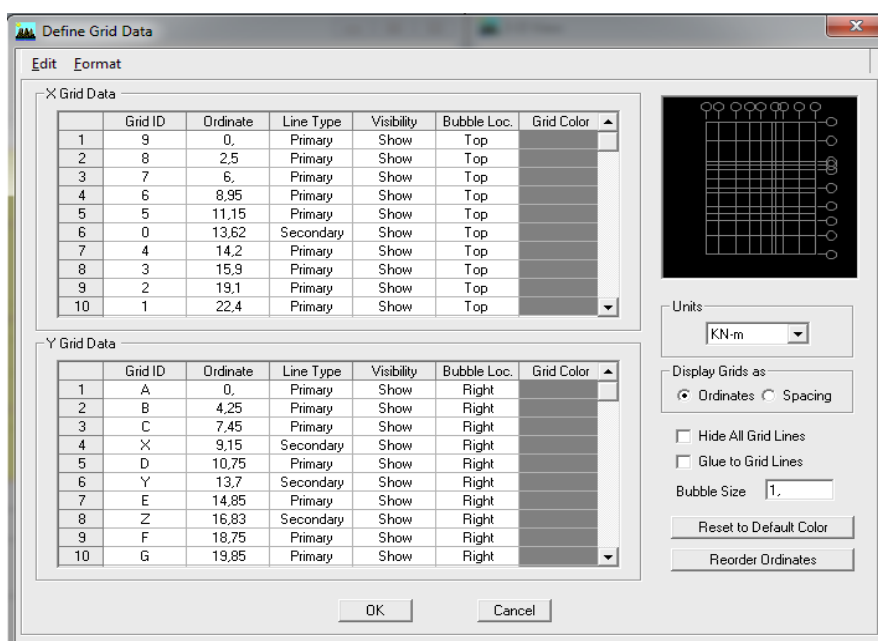 Define Grid Data
Edit Format
X Grid Data
Grid ID Ordinate Line Type Visibility Bubble Loc. Grid Color
1 9 0, Primary Show Top
2 8 2,5 Primary Show Top
3 7 6, Primary Show Top
4 6 8,95 Primary Show Top
5 5 11,15 Primary Show Top
6 0 13,62 Secondary Show Top
7 4 14,2 Primary Show Top
8 3 15,9 Primary Show Top
9 2 19,1 Primary Show Top
10 1 22,4 Primary Show Top
Y Grid Data
Grid ID Ordinate Line Type Visibility Bubble Loc. Grid Color
1 A 0, Primary Show Right
2 B 4,25 Primary Show Right
3 C 7,45 Primary Show Right
4 X 9,15 Secondary Show Right
5 D 10,75 Primary Show Right
6 Y 13,7 Secondary Show Right
7 E 14,85 Primary Show Right
8 Z 16,83 Secondary Show Right
9 F 18,75 Primary Show Right
10 G 19,85 Primary Show Right
Units
KN-m
Display Grids as
Ordinates Spacing
Hide All Grid Lines
Glue to Grid Lines
Bubble Size 1,
Reset to Default Color
Reorder Ordinates
OK Cancel